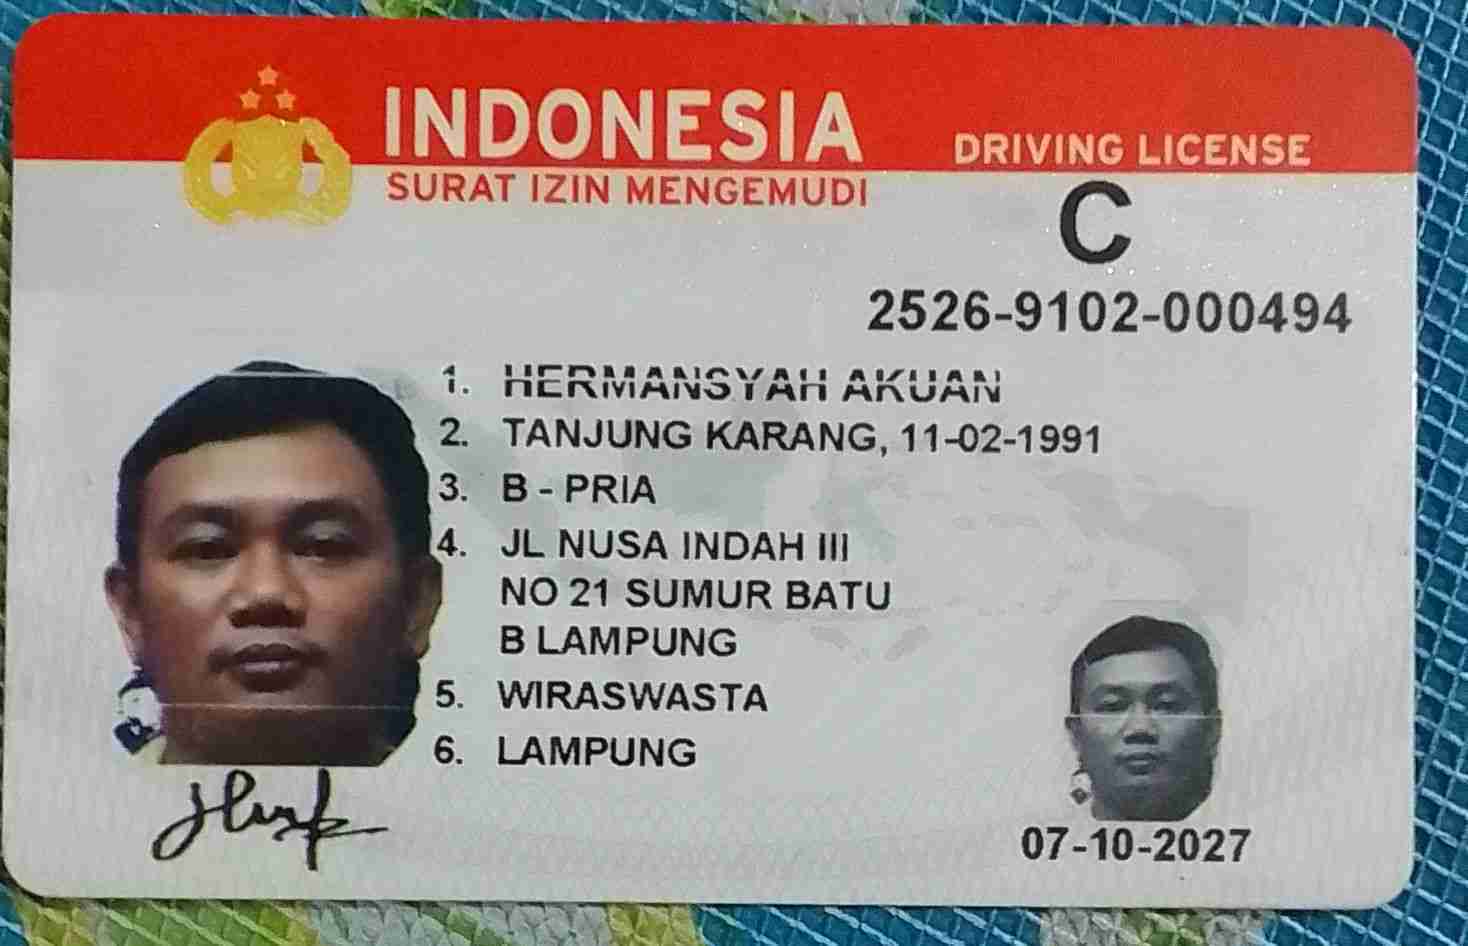 INDONESIA
DRIVING LICENSE
SURAT IZIN MENGEMUDI
C
2526-9102-000494
1. HERMANSYAH AKUAN
2. TANJUNG KARANG, 11-02-1991
3. B - PRIA
4. JL NUSA INDAH III
NO 21 SUMUR BATU
B LAMPUNG
5. WIRASWASTA
6. LAMPUNG
07-10-2027